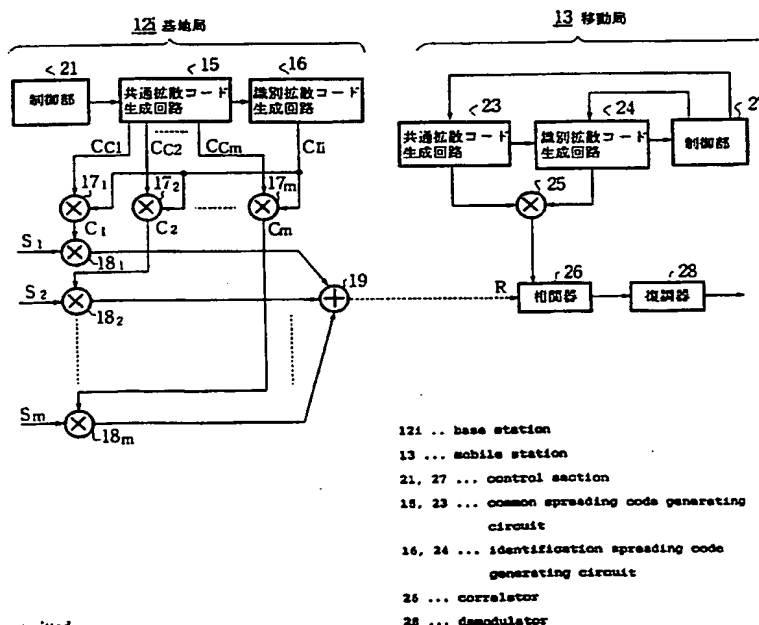 12i 基地局
13 移動局
21
15
16
制御部
共通拡散コード
生成回路
識別拡散コード
生成回路
23
24
共通拡散コード
生成回路
識別拡散コード
生成回路
制御部
CC1
CC2
CCm
CIi
17₁
17₂
17m
25
C₁
C₂
Cm
S₁
18₁
S₂
18₂
19
R
26
28
相関器
復調器
Sm
18m
12i .. base station
13 ... mobile station
21, 27 ... control section
15, 23 ... common spreading code generating
circuit
16, 24 ... identification spreading code
generating circuit
26 ... correlator
28 ... demodulator